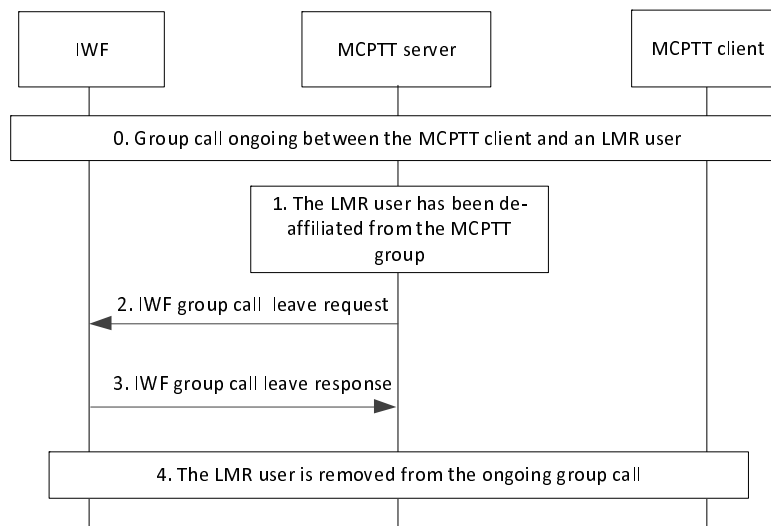 IWF
MCPTT server
MCPTT client
0. Group call ongoing between the MCPTT client and an LMR user
1. The LMR user has been de-
affiliated from the MCPTT
group
2. IWF group call leave request
3. IWF group call leave response
4. The LMR user is removed from the ongoing group call